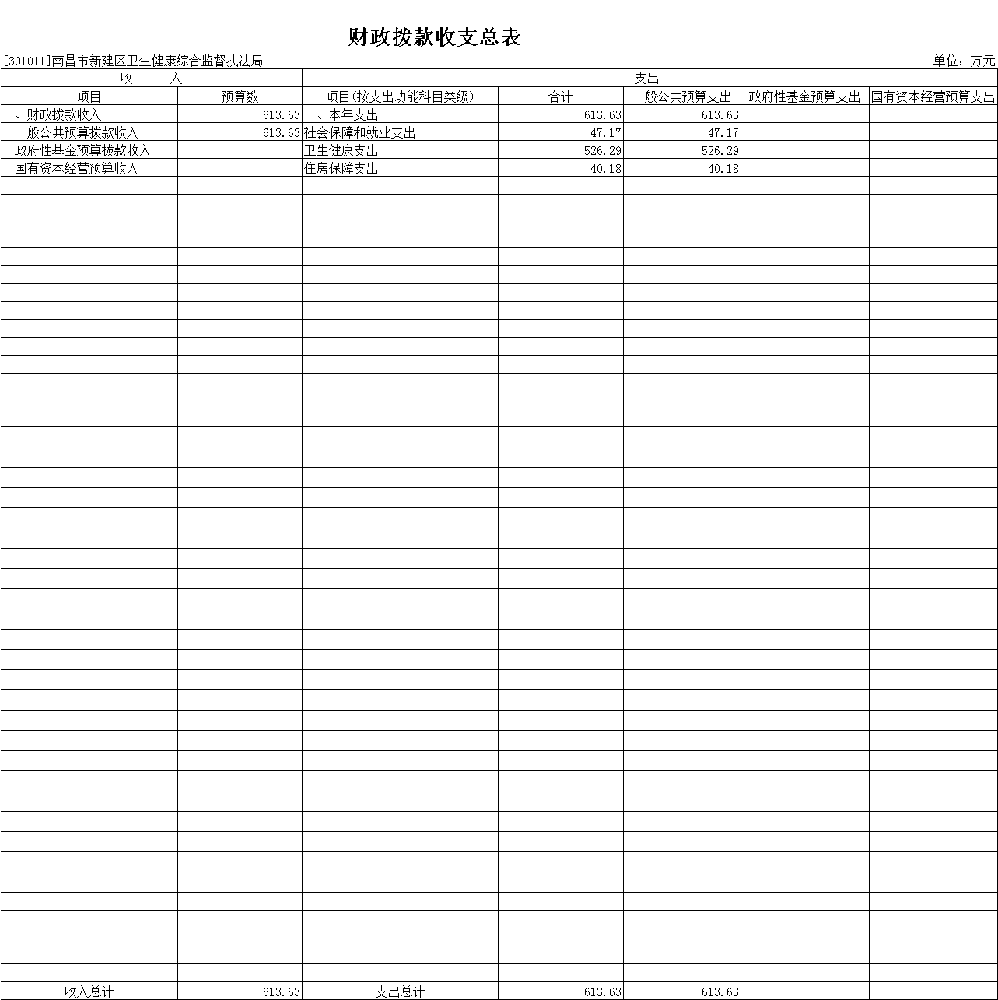 财政拨款收支总表
[301011]南昌市新建区卫生健康综合监督执法局 单位：万元
收 入 支出
项目 预算数 项目(按支出功能科目类级) 合计 一般公共预算支出 政府性基金预算支出 国有资本经营预算支出
一、财政拨款收入 613.63 一、本年支出 613.63 613.63
一般公共预算拨款收入 613.63 社会保障和就业支出 47.17 47.17
政府性基金预算拨款收入 卫生健康支出 526.29 526.29
国有资本经营预算收入 住房保障支出 40.18 40.18
收入总计 613.63 支出总计 613.63 613.63